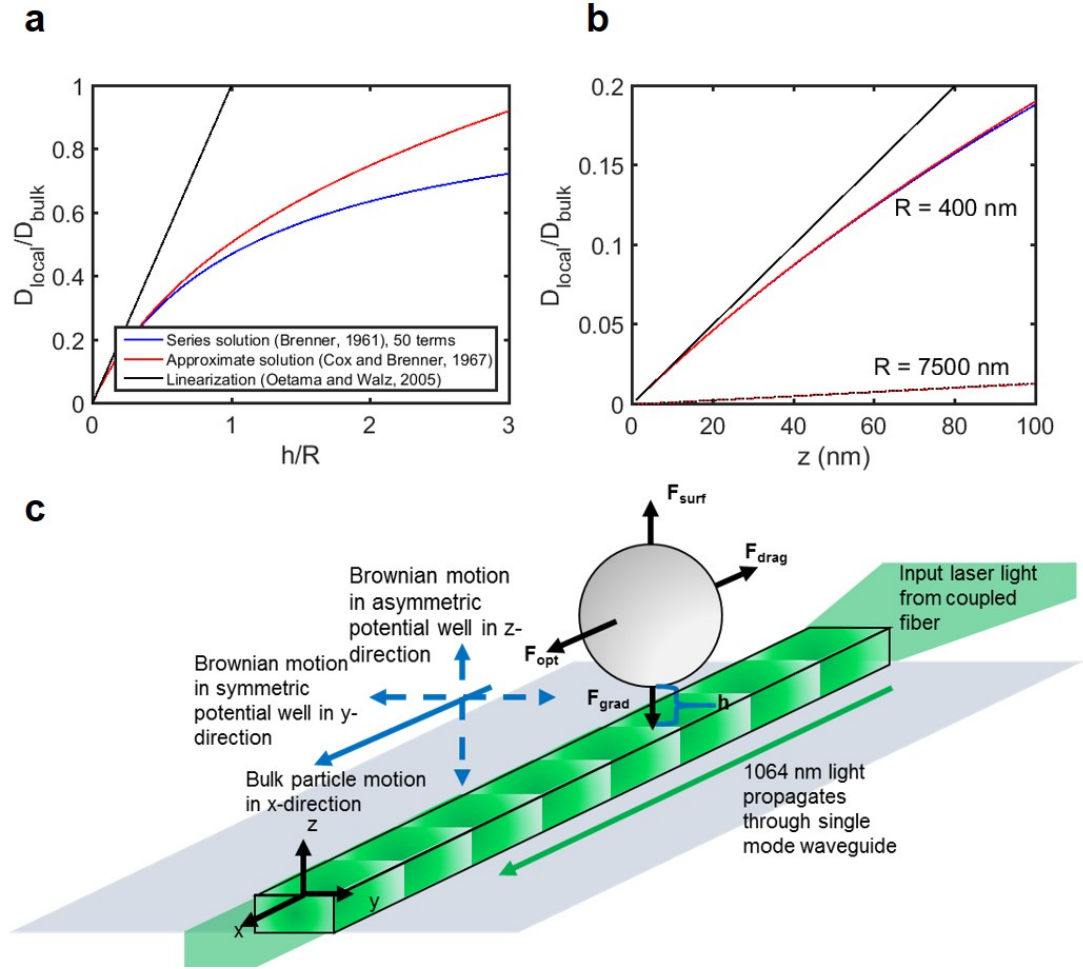 a
1
0.8
0.6
0.4
0.2
0
D_local/D_bulk
Series solution (Brenner, 1961), 50 terms
Approximate solution (Cox and Brenner, 1967)
Linearization (Oetama and Walz, 2005)
0 1 2 3
h/R
b
0.2
0.15
0.1
0.05
0
D_local/D_bulk
R = 400 nm
R = 7500 nm
0 20 40 60 80 100
z (nm)
c
F_surf
F_drag
F_opt
F_grad
h
Input laser light
from coupled
fiber
Brownian motion
in asymmetric
potential well in z-
direction
Brownian motion
in symmetric
potential well in y-
direction
Bulk particle motion
in x-direction
1064 nm light
propagates
through single
mode waveguide
z
y
x